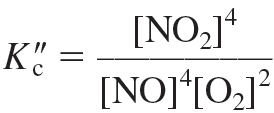 K″c = [NO₂]⁴ / [NO]⁴[O₂]²